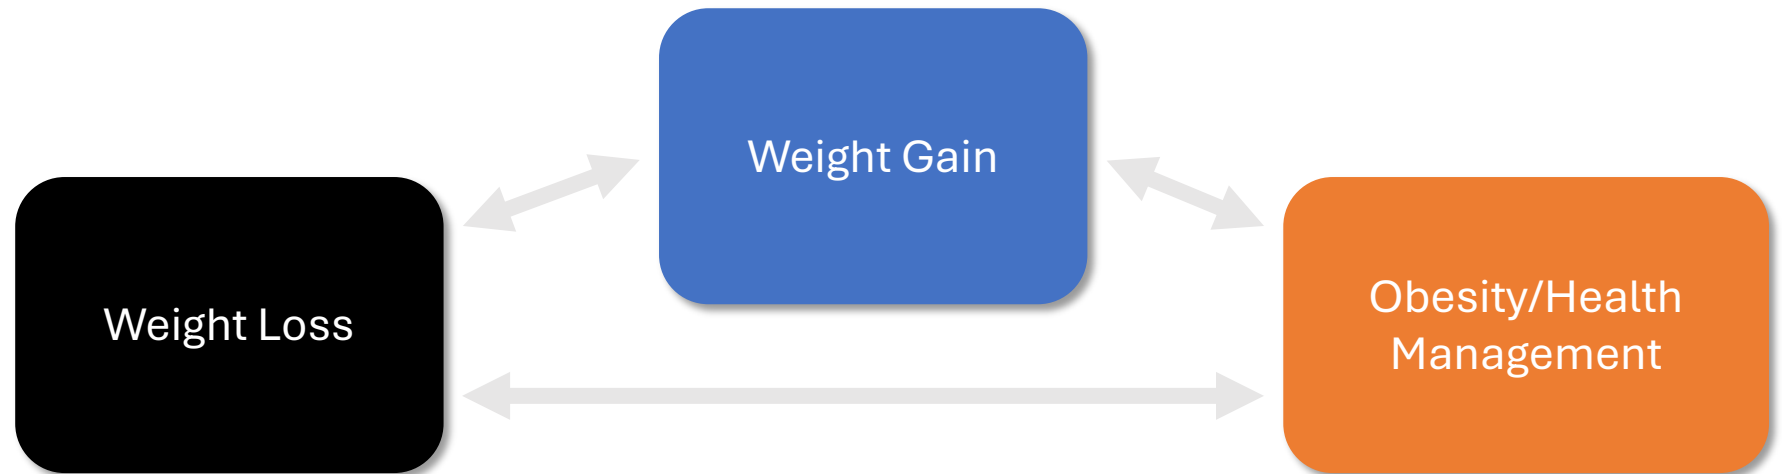 Weight Gain
Weight Loss
Obesity/Health
Management